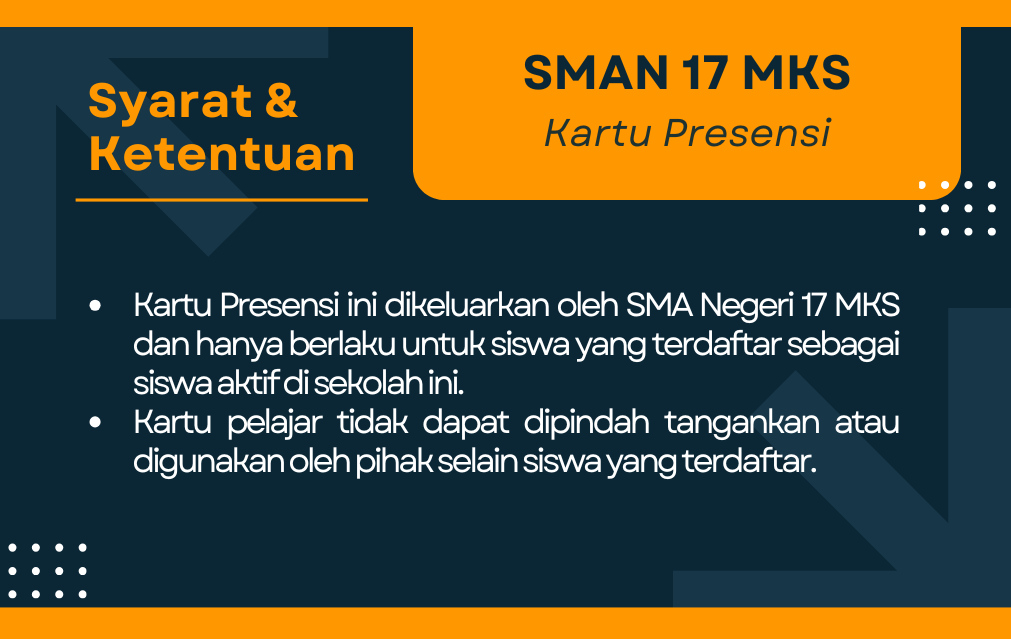 Syarat &
Ketentuan
SMAN 17 MKS
Kartu Presensi
• Kartu Presensi ini dikeluarkan oleh SMA Negeri 17 MKS
dan hanya berlaku untuk siswa yang terdaftar sebagai
siswa aktif di sekolah ini.
• Kartu pelajar tidak dapat dipindah tangankan atau
digunakan oleh pihak selain siswa yang terdaftar.